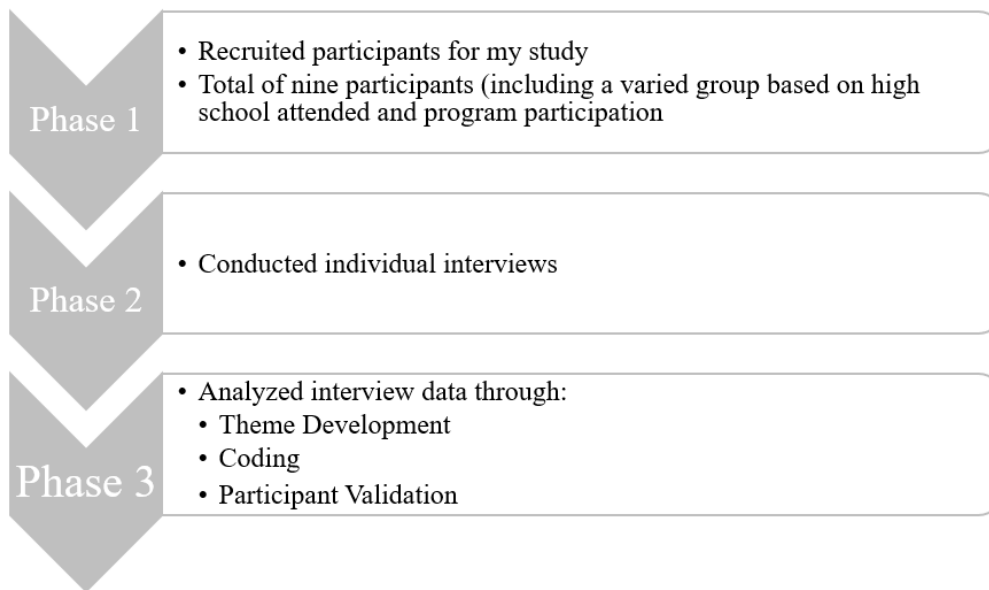 Phase 1
• Recruited participants for my study
• Total of nine participants (including a varied group based on high
school attended and program participation
Phase 2
• Conducted individual interviews
Phase 3
• Analyzed interview data through:
• Theme Development
• Coding
• Participant Validation